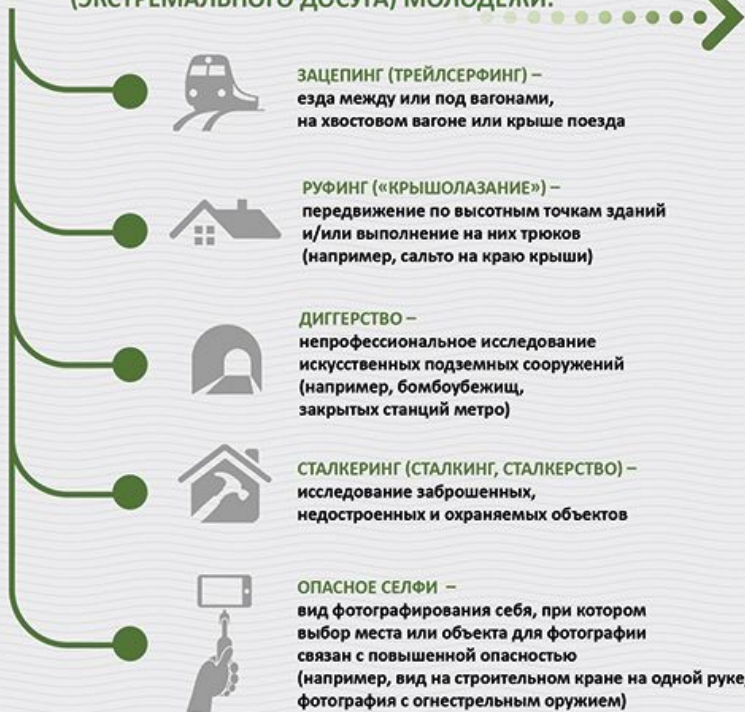 (ЭКСТРЕМАЛЬНОГО ДОСУГА) МОЛОДЕЖИ:
ЗАЦЕПИНГ (ТРЕЙЛСЕРФИНГ) –
езда между или под вагонами,
на хвостовом вагоне или крыше поезда
РУФИНГ («КРЫШОЛАЗАНИЕ») –
передвижение по высотным точкам зданий
и/или выполнение на них трюков
(например, сальто на краю крыши)
ДИГГЕРСТВО –
непрофессиональное исследование
искусственных подземных сооружений
(например, бомбоубежищ,
закрытых станций метро)
СТАЛКЕРИНГ (СТАЛКИНГ, СТАЛКЕРСТВО) –
исследование заброшенных,
недостроенных и охраняемых объектов
ОПАСНОЕ СЕЛФИ –
вид фотографирования себя, при котором
выбор места или объекта для фотографии
связан с повышенной опасностью
(например, вид на строительном кране на одной руке,
фотография с огнестрельным оружием)